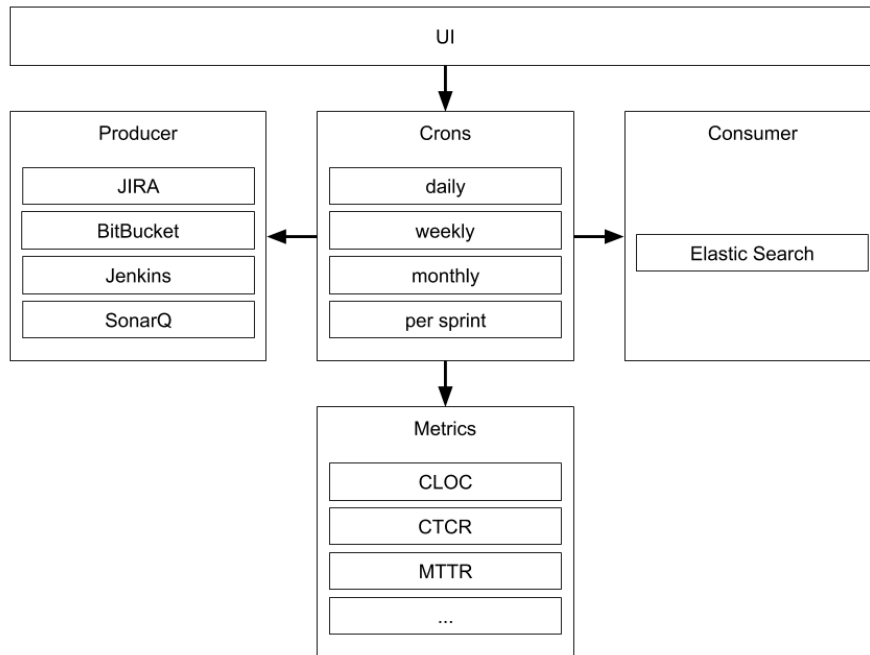 UI
Producer
JIRA
BitBucket
Jenkins
SonarQ
Crons
daily
weekly
monthly
per sprint
Consumer
Elastic Search
Metrics
CLOC
CTCR
MTTR
...